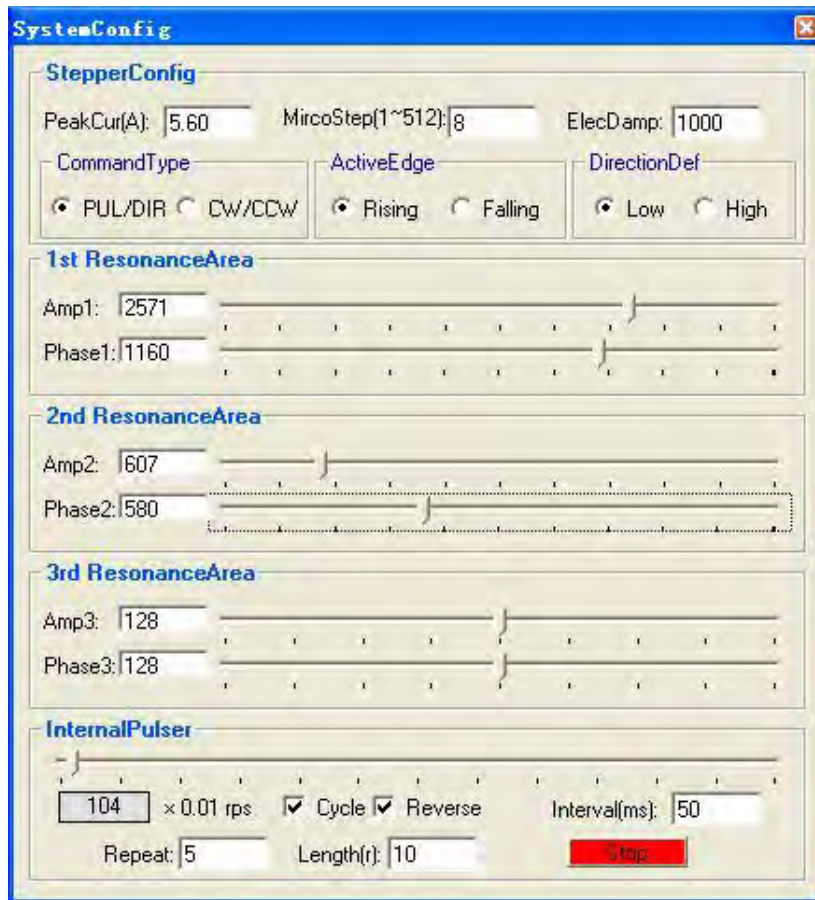 SystemConfig
StepperConfig
PeakCur(A): 5.60 MircoStep(1~512): 8 ElecDamp: 1000
CommandType ActiveEdge DirectionDef
PUL/DIR CW/CCW Rising Falling Low High
1st ResonanceArea
Amp1: 2571
Phase1: 1160
2nd ResonanceArea
Amp2: 607
Phase2: 580
3rd ResonanceArea
Amp3: 128
Phase3: 128
InternalPulser
104 × 0.01 rps Cycle Reverse Interval(ms): 50
Repeat: 5 Length(r): 10 Stop